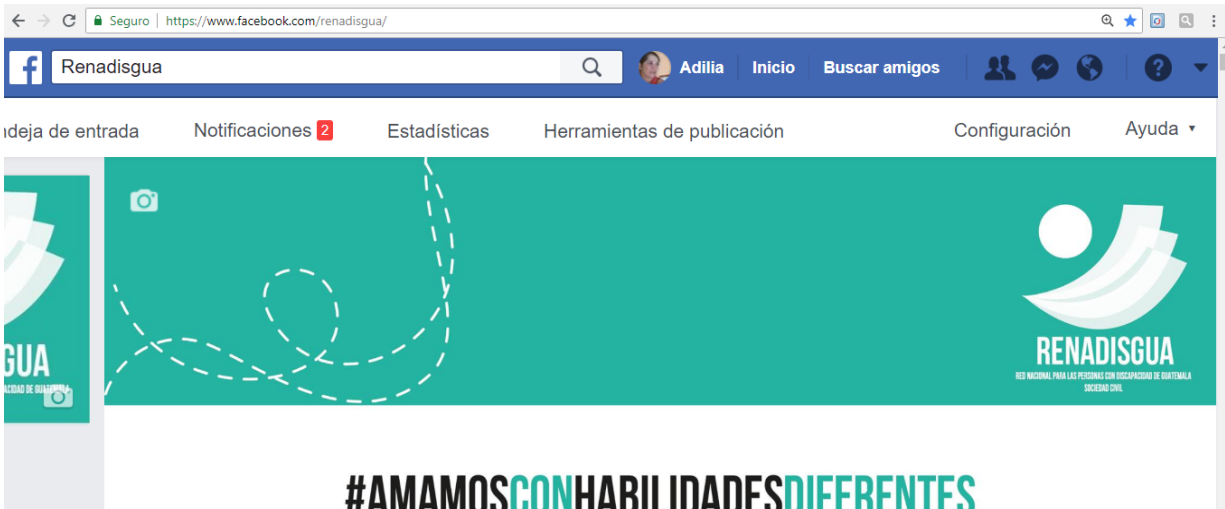 Seguro | https://www.facebook.com/renadisgua/
f Renadisgua Adilia Inicio Buscar amigos ?
deja de entrada Notificaciones 2 Estadísticas Herramientas de publicación Configuración Ayuda
RENADISGUA
RED NACIONAL PARA LAS PERSONAS CON DISCAPACIDAD DE GUATEMALA
SOCIEDAD CIVIL
GUA
#AMAMOSCONHABILIDADESDIFERENTES